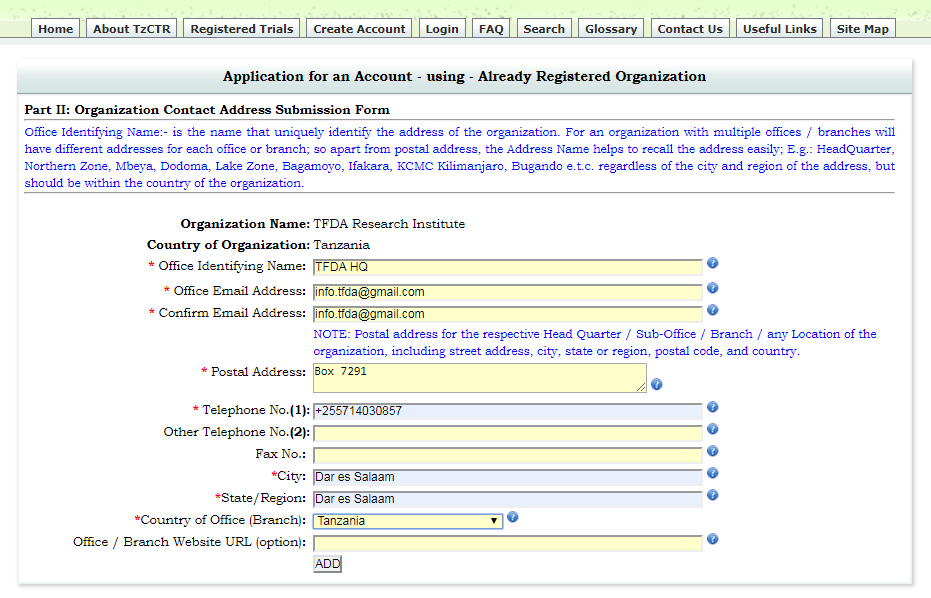 Home About TzCTR Registered Trials Create Account Login FAQ Search Glossary Contact Us Useful Links Site Map
Application for an Account - using - Already Registered Organization
Part II: Organization Contact Address Submission Form
Office Identifying Name:- is the name that uniquely identify the address of the organization. For an organization with multiple offices / branches will
have different addresses for each office or branch; so apart from postal address, the Address Name helps to recall the address easily; E.g.: HeadQuarter,
Northern Zone, Mbeya, Dodoma, Lake Zone, Bagamoyo, Ifakara, KCMC Kilimanjaro, Bugando e.t.c. regardless of the city and region of the address, but
should be within the country of the organization.
Organization Name: TFDA Research Institute
Country of Organization: Tanzania
* Office Identifying Name: TFDA HQ
* Office Email Address: info.tfda@gmail.com
* Confirm Email Address: info.tfda@gmail.com
NOTE: Postal address for the respective Head Quarter / Sub-Office / Branch / any Location of the
organization, including street address, city, state or region, postal code, and country.
* Postal Address: Box 7291
* Telephone No.(1): +255714030857
Other Telephone No.(2):
Fax No.:
*City: Dar es Salaam
*State/Region: Dar es Salaam
*Country of Office (Branch): Tanzania
Office / Branch Website URL (option):
ADD